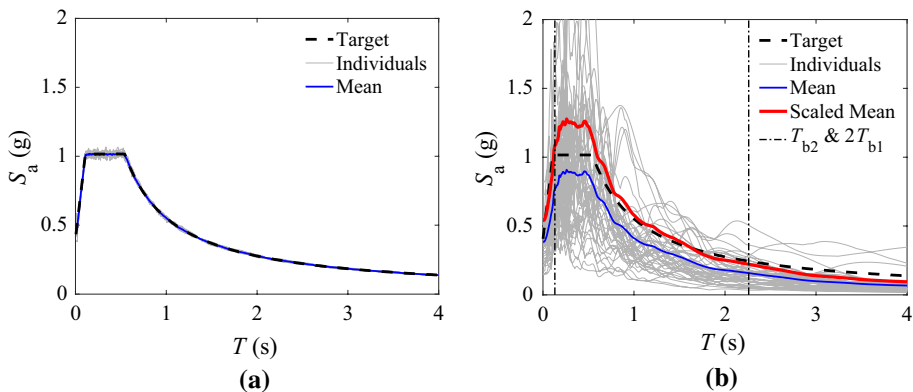 2
1.5
1
0.5
0
S_a (g)
Target
Individuals
Mean
0 1 2 3 4
T (s)
(a)
2
1.5
1
0.5
0
S_a (g)
Target
Individuals
Mean
Scaled Mean
T_b2 & 2T_b1
0 1 2 3 4
T (s)
(b)